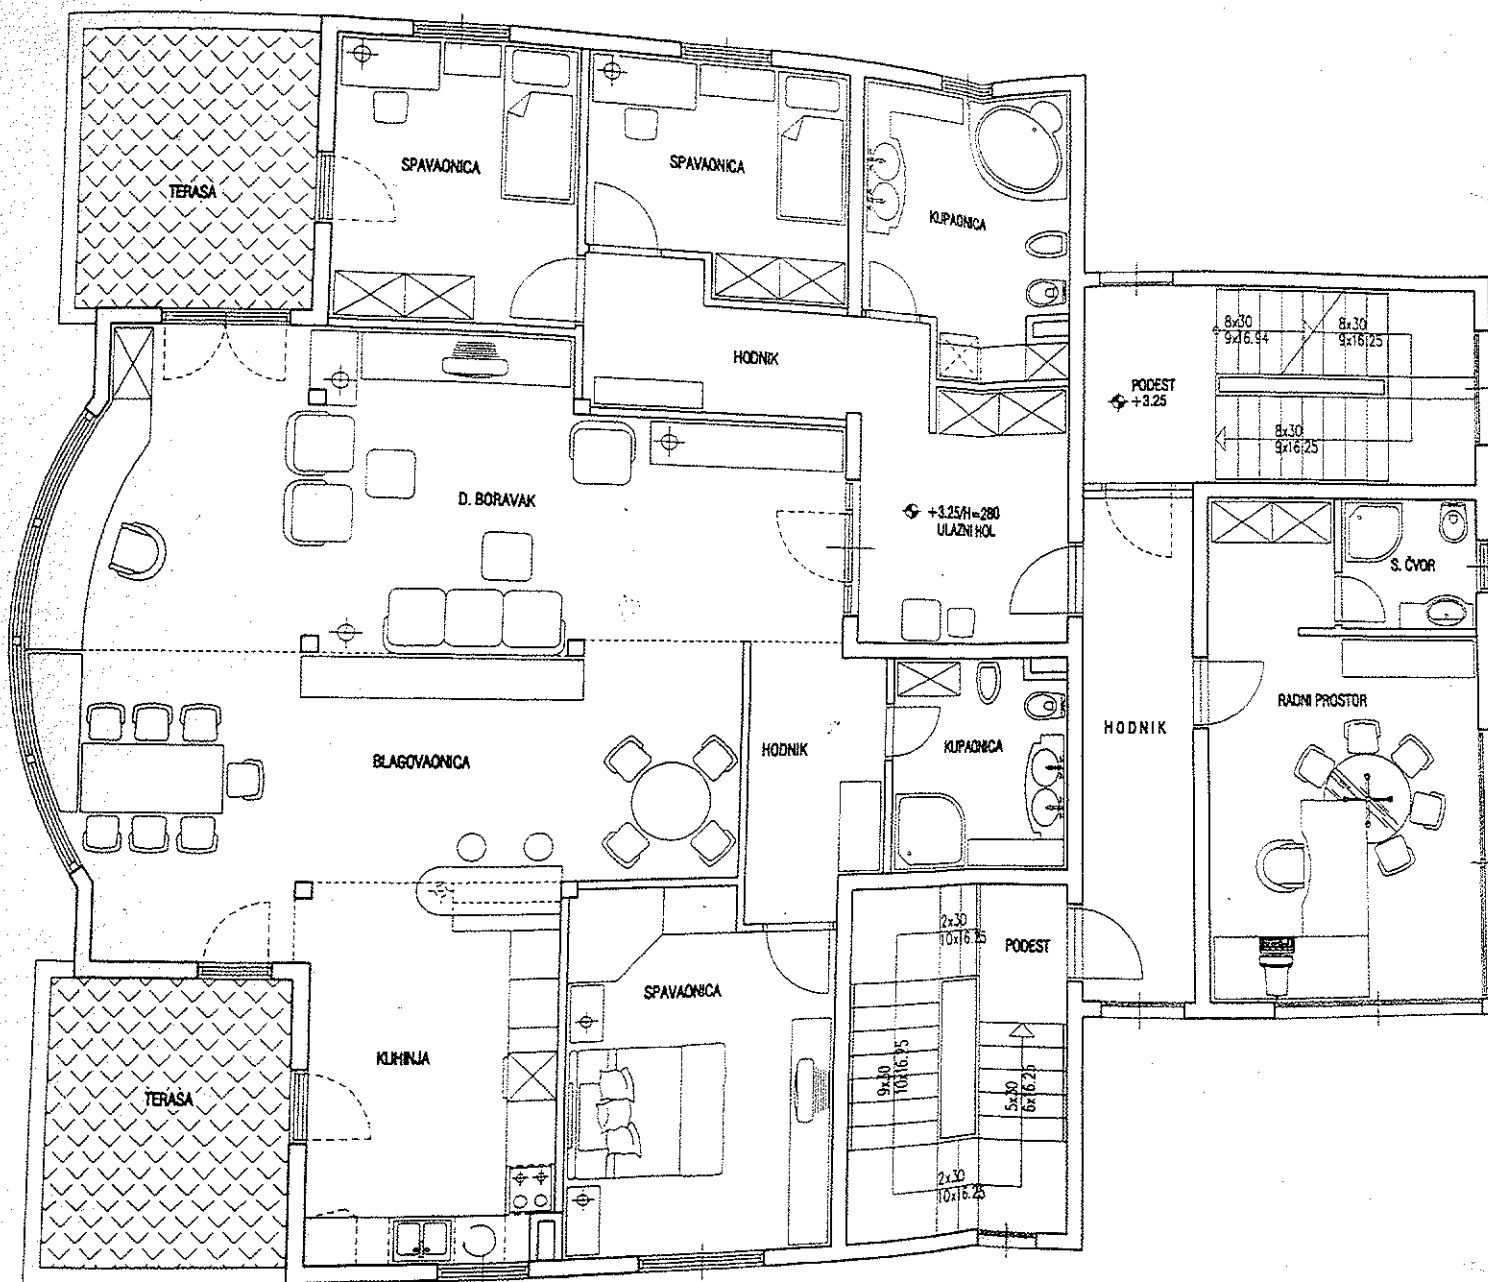 TERASA
SPAVAONICA
SPAVAONICA
KUPAONICA
HODNIK
8x30
9x16.94
8x30
9x16.25
PODEST
+3.25
8x30
9x16.25
D. BORAVAK
+3.25/H=280
ULAZNI HOL
S. ČVOR
RADNI PROSTOR
HODNIK
BLAGOVAONICA
HODNIK
KUPAONICA
2x30
10x16.25
PODEST
SPAVAONICA
KUHINJA
TERASA
9x30
10x16.25
5x30
6x16.25
2x30
10x16.25